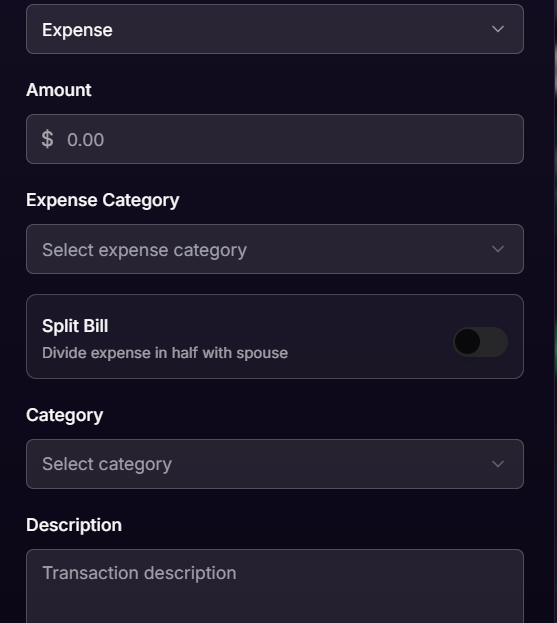 Expense
Amount
$ 0.00
Expense Category
Select expense category
Split Bill
Divide expense in half with spouse
Category
Select category
Description
Transaction description